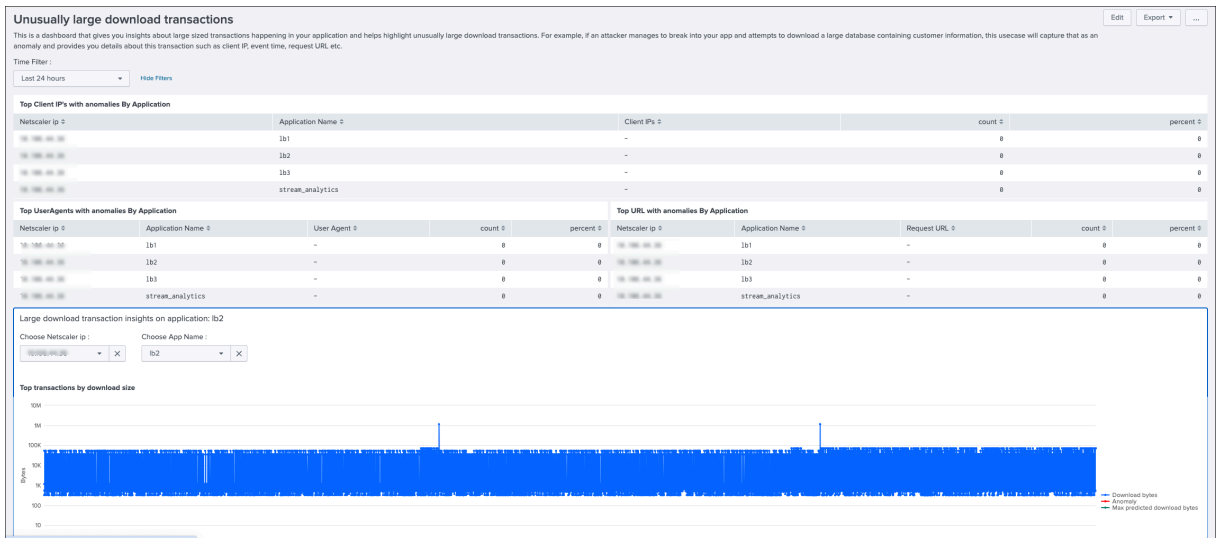 Unusually large download transactions
Edit
Export
...
This is a dashboard that gives you insights about large sized transactions happening in your application and helps highlight unusually large download transactions. For example, if an attacker manages to break into your app and attempts to download a large database containing customer information, this usecase will capture that as an
anomaly and provides you details about this transaction such as client IP, event time, request URL etc.
Time Filter :
Last 24 hours
Hide Filters
Top Client IP's with anomalies By Application
Netscaler ip Application Name Client IPs count percent
lb1 - 0 0
lb2 - 0 0
lb3 - 0 0
stream_analytics - 0 0
Top UserAgents with anomalies By Application
Netscaler ip Application Name User Agent count percent
lb1 - 0 0
lb2 - 0 0
lb3 - 0 0
stream_analytics - 0 0
Top URL with anomalies By Application
Netscaler ip Application Name Request URL count percent
lb1 - 0 0
lb2 - 0 0
lb3 - 0 0
stream_analytics - 0 0
Large download transaction insights on application: lb2
Choose Netscaler ip :
Choose App Name :
lb2
Top transactions by download size
10M
1M
100K
10K
1K
100
10
Bytes
Download bytes
Anomaly
Max predicted download bytes